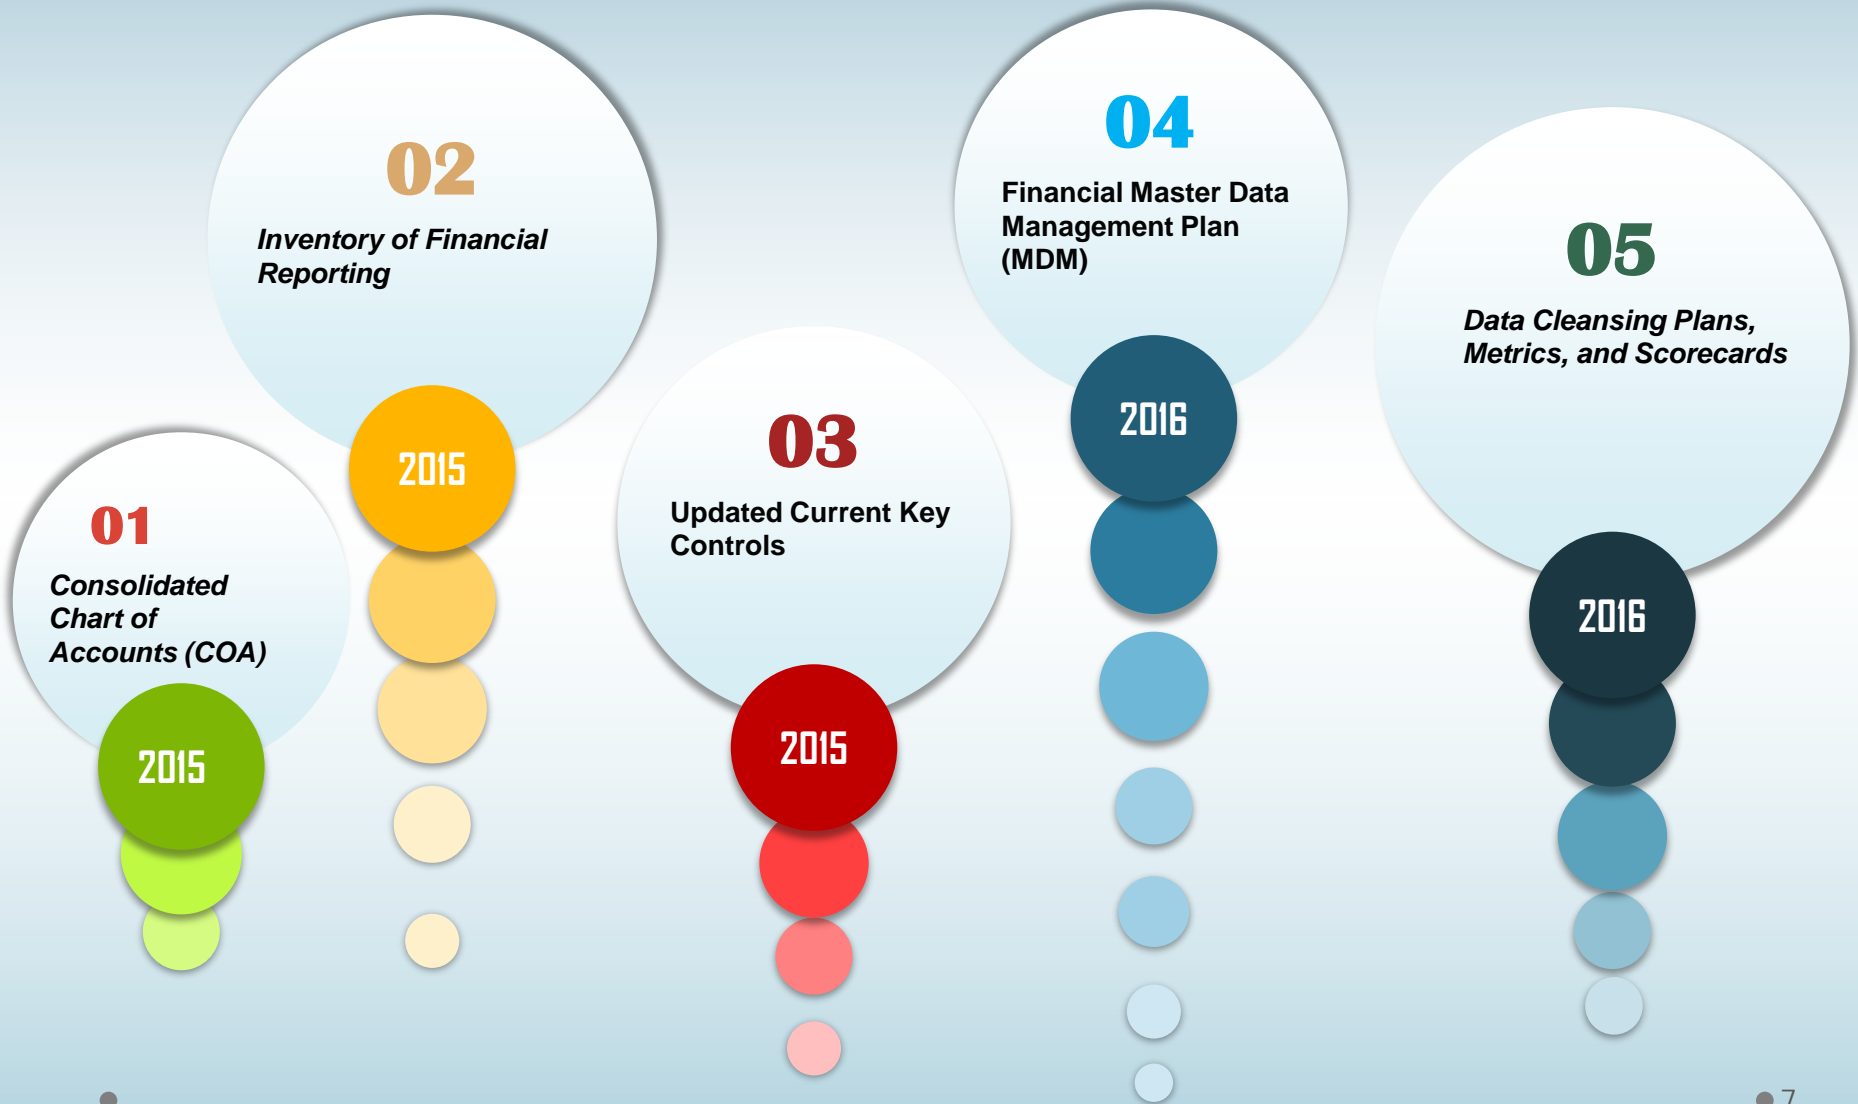 01
Consolidated
Chart of
Accounts (COA)
2015
02
Inventory of Financial
Reporting
2015
03
Updated Current Key
Controls
2015
04
Financial Master Data
Management Plan
(MDM)
2016
05
Data Cleansing Plans,
Metrics, and Scorecards
2016
7